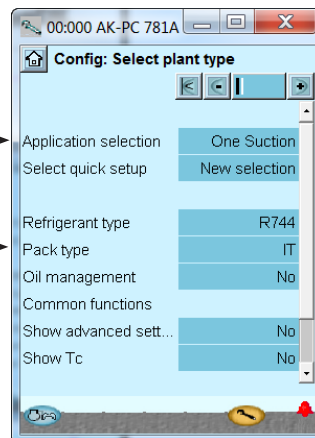 00:000 AK-PC 781A
Config: Select plant type
Application selection One Suction
Select quick setup New selection
Refrigerant type R744
Pack type IT
Oil management No
Common functions
Show advanced sett... No
Show Tc No